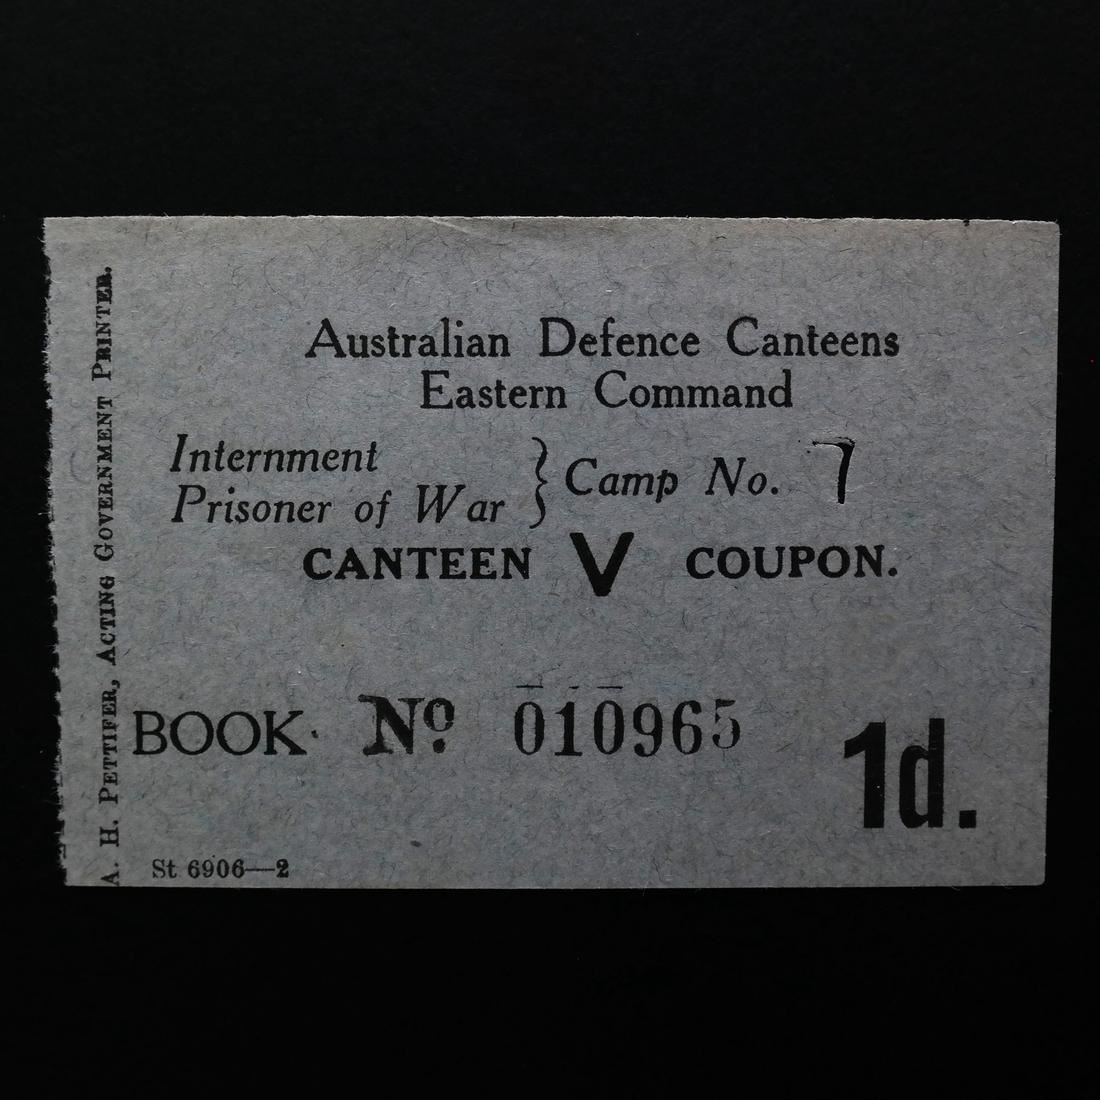 Australian Defence Canteens
Eastern Command
Internment
Prisoner of War } Camp No. 7
CANTEEN V COUPON.
BOOK No. 010965
1d.
St 6906—2
A. H. PETTIFER, ACTING GOVERNMENT PRINTER.